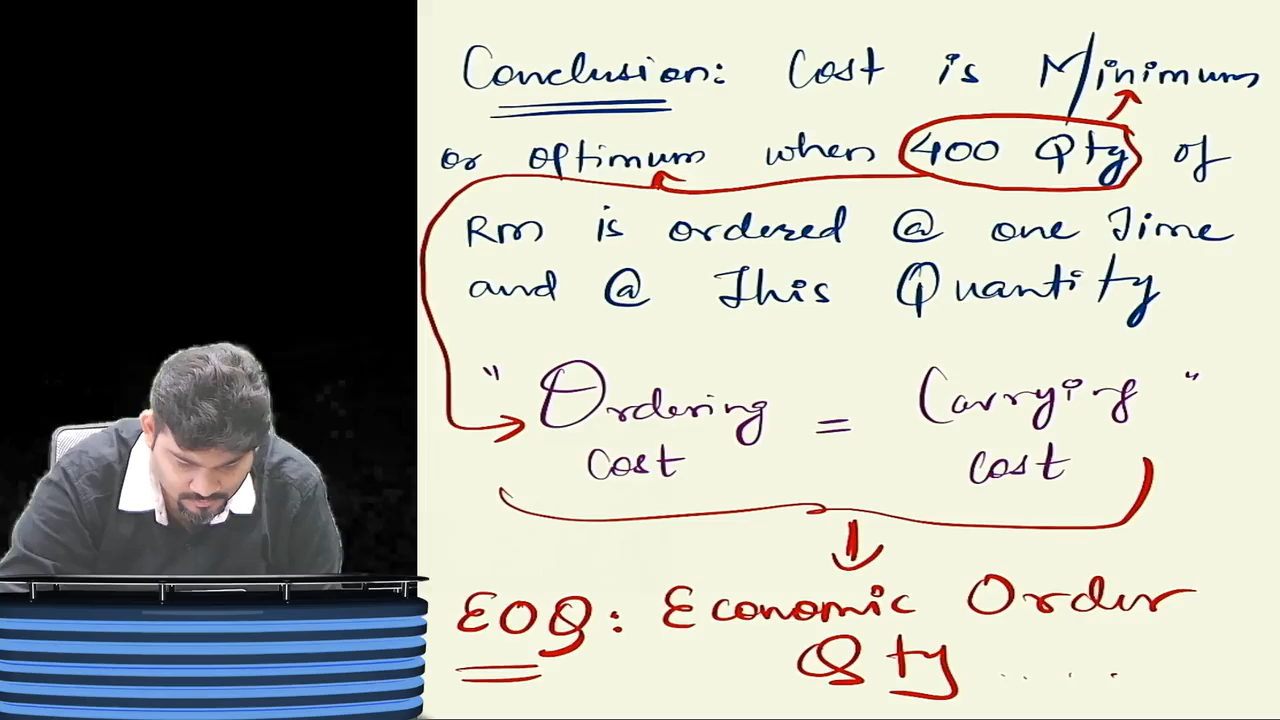 Conclusion: Cost is Minimum
or optimum when 400 Qty of
Rm is ordered @ one Time
and @ This Quantity
" Ordering = Carrying "
cost cost
EOQ: Economic Order
Qty .....